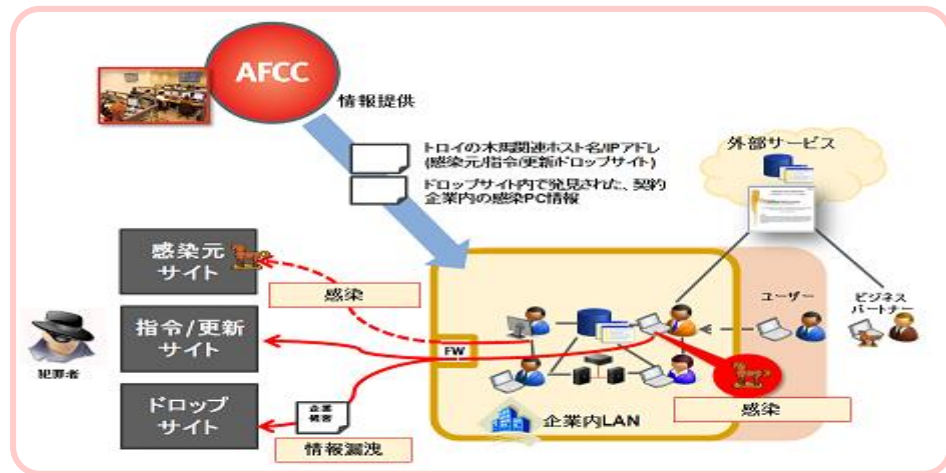 AFCC
情報提供
トロイの木馬関連ホスト名/IPアドレ
(感染元/指令/更新/ドロップサイト)
ドロップサイト内で発見された、契約
企業内の感染PC情報
外部サービス
感染元
サイト
感染
指令/更新
サイト
犯罪者
ドロップ
サイト
企業
機密
情報漏洩
FW
企業内LAN
ユーザー
ビジネス
パートナー
感染